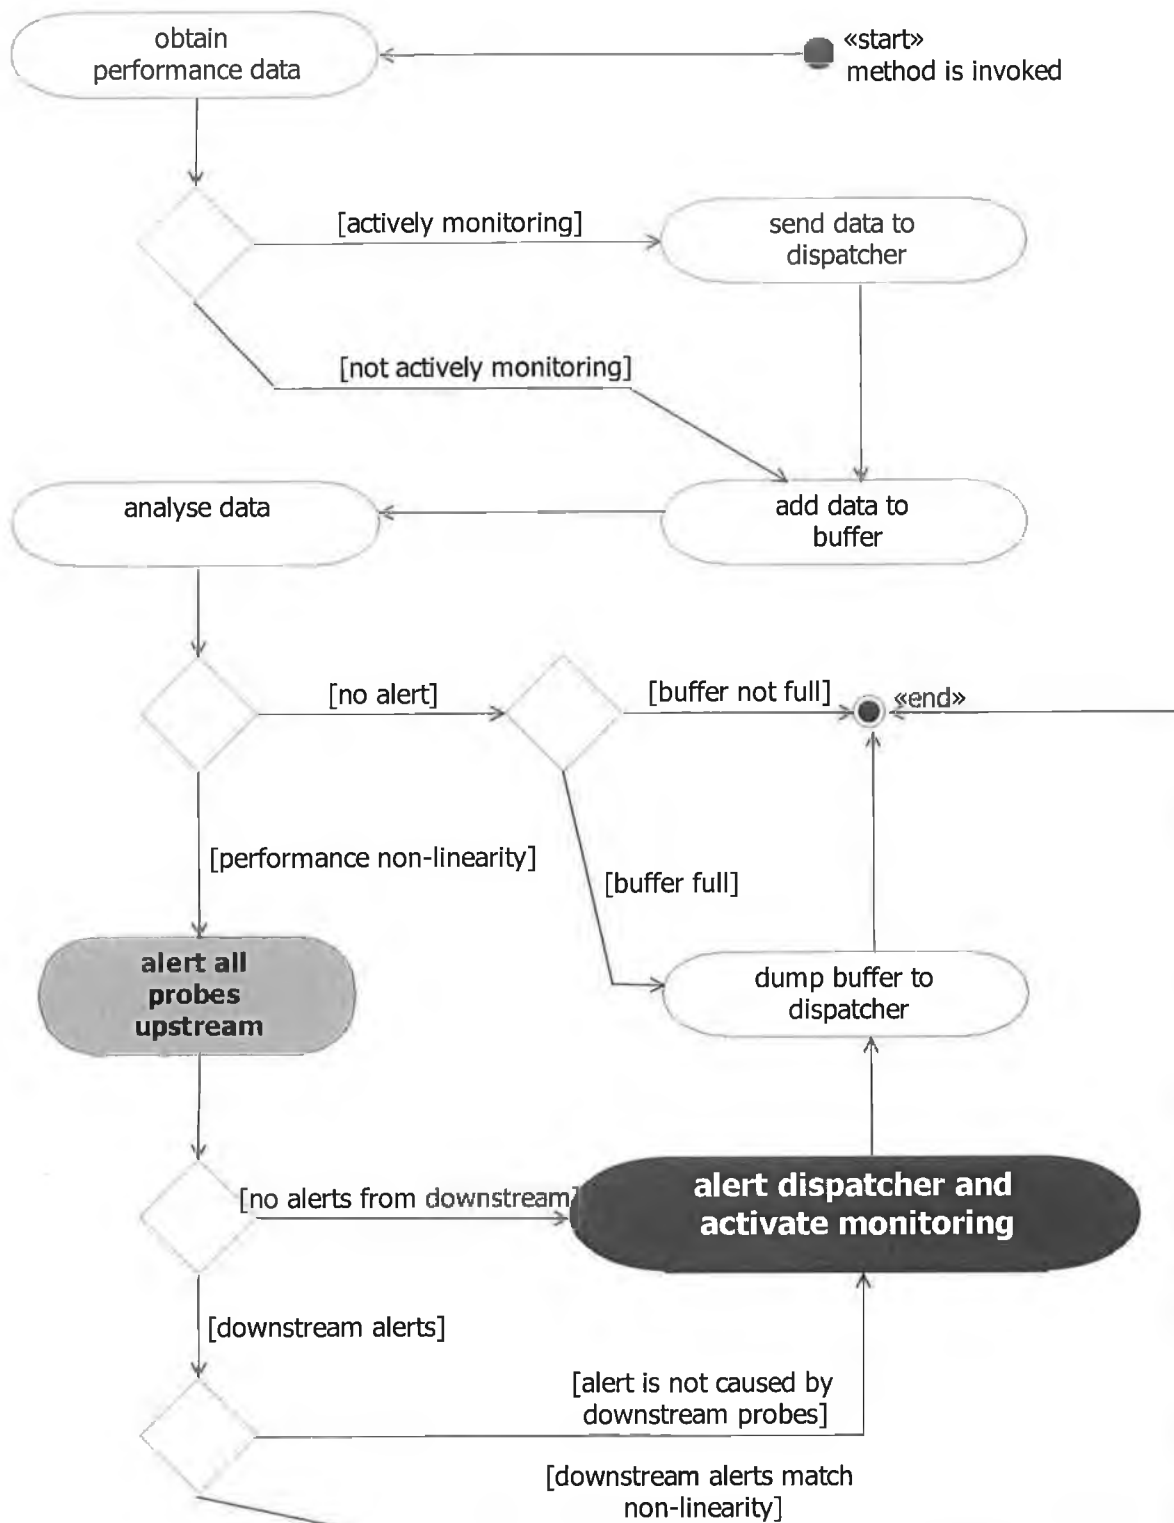 obtain
performance data
«start»
method is invoked
[actively monitoring]
send data to
dispatcher
[not actively monitoring]
analyse data
add data to
buffer
[no alert]
[buffer not full]
«end»
[performance non-linearity]
[buffer full]
alert all
probes
upstream
dump buffer to
dispatcher
[no alerts from downstream]
alert dispatcher and
activate monitoring
[downstream alerts]
[alert is not caused by
downstream probes]
[downstream alerts match
non-linearity]